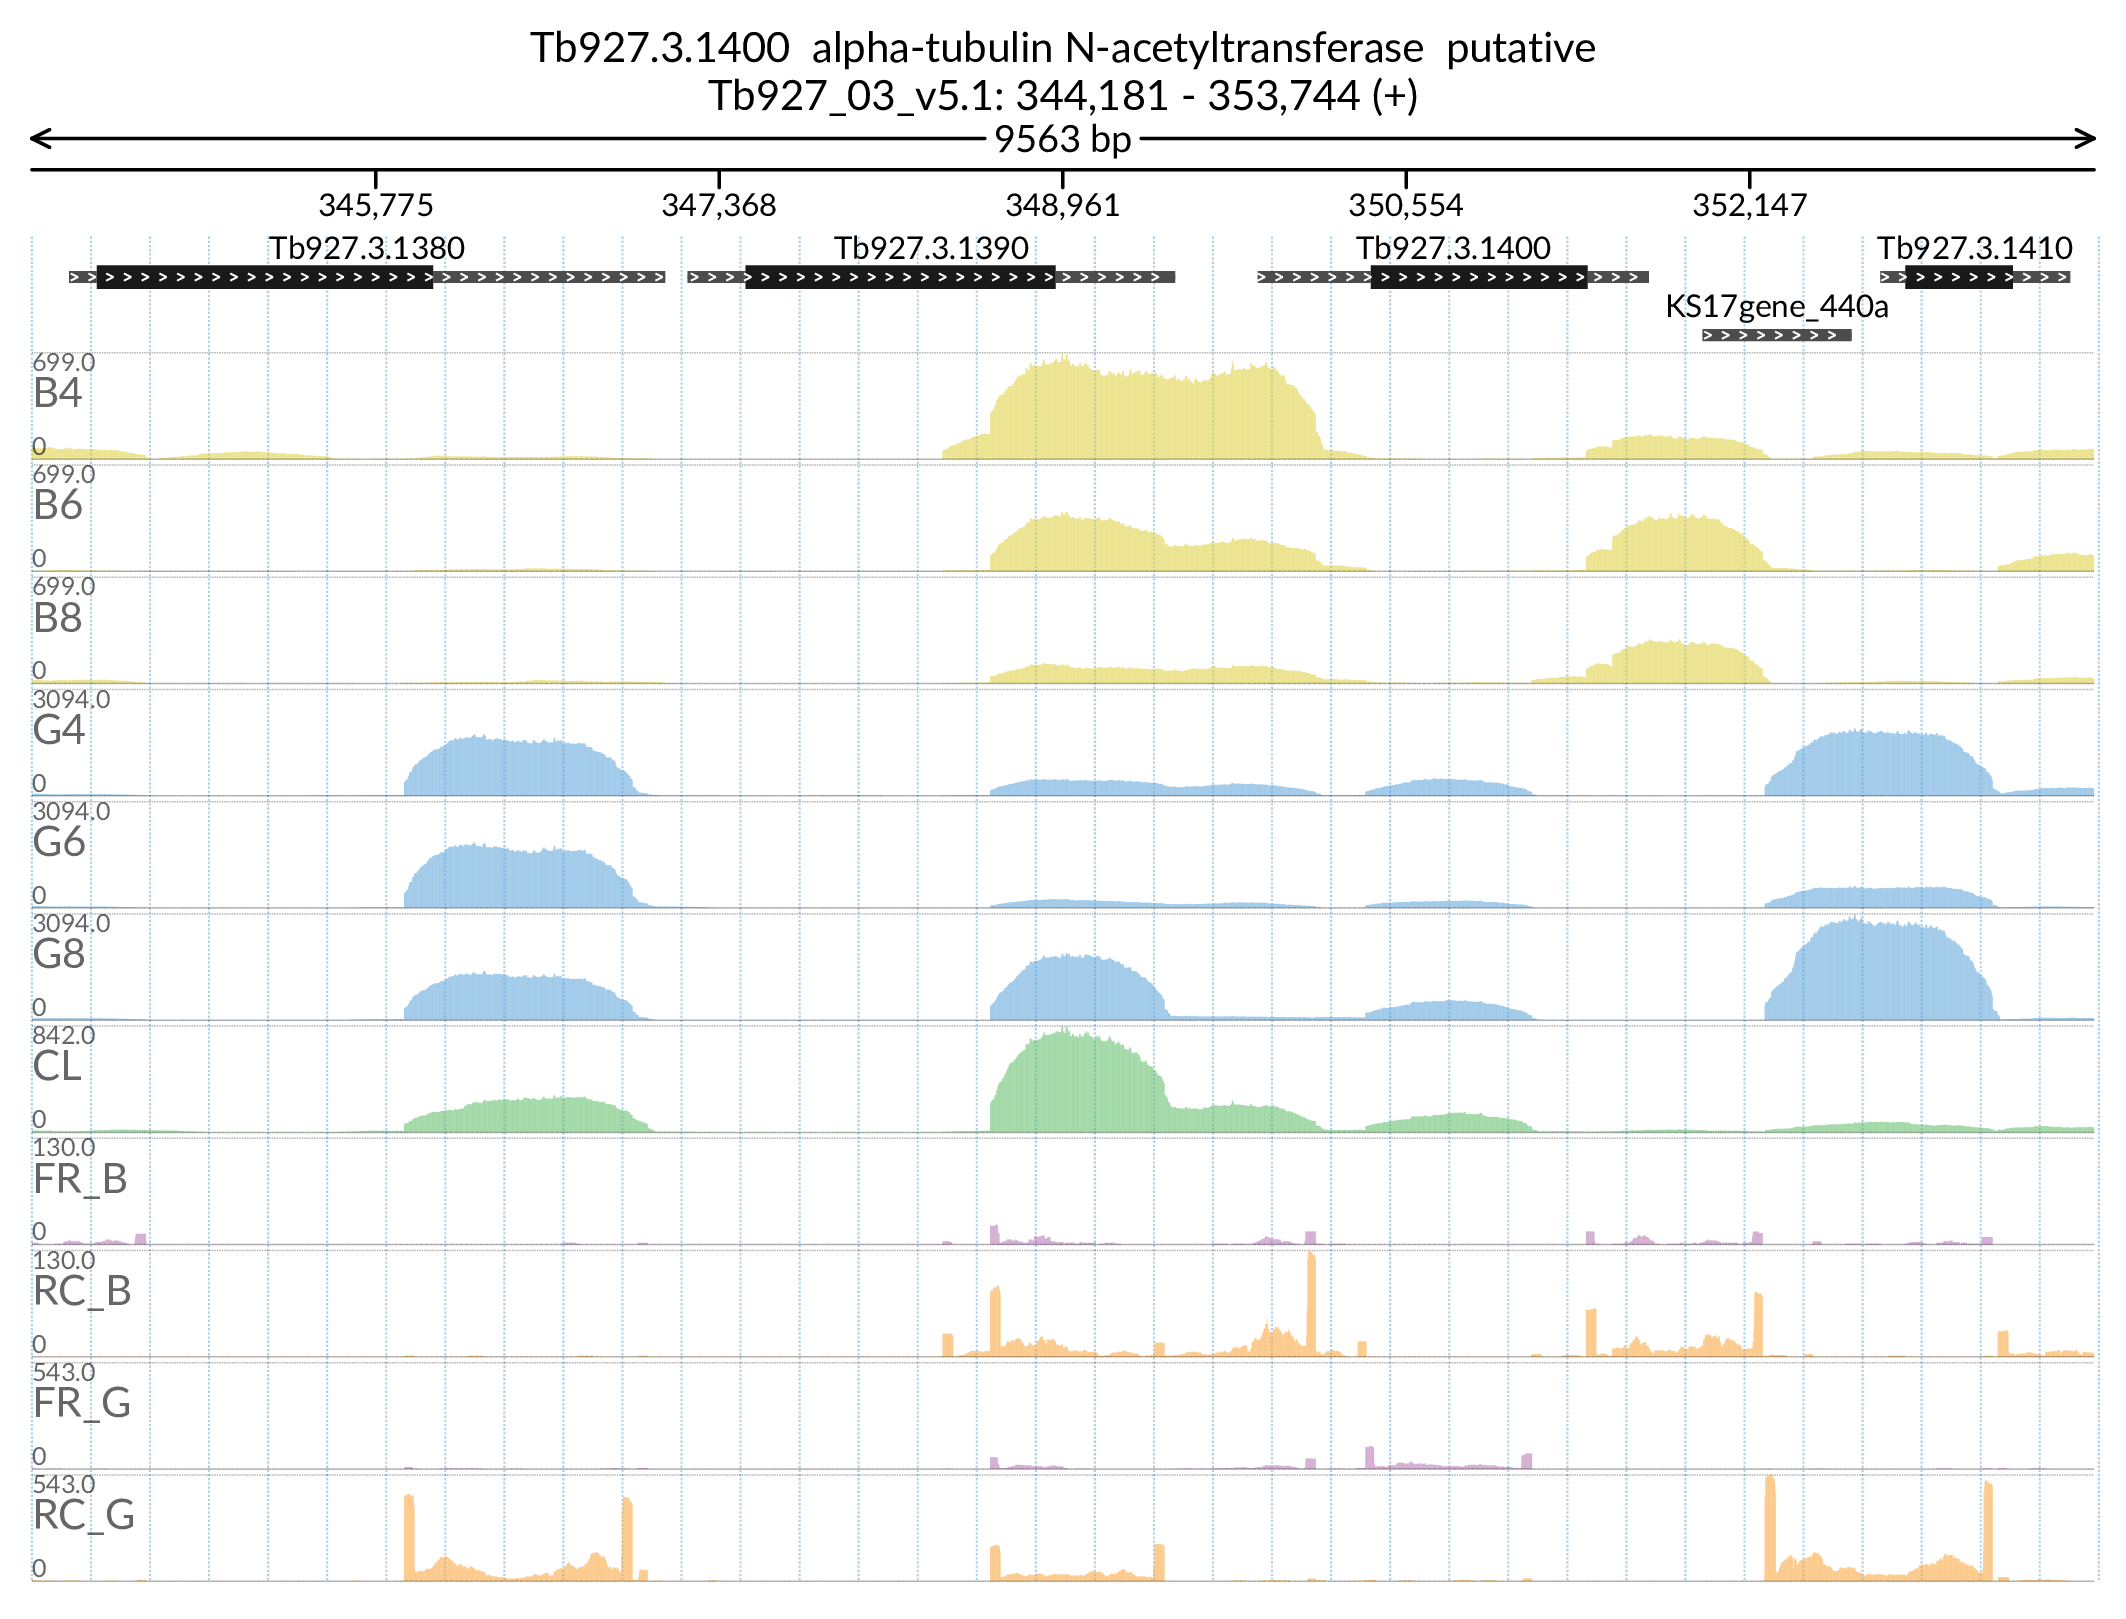 Tb927.3.1400 alpha-tubulin N-acetyltransferase putative
Tb927_03_v5.1: 344,181 - 353,744 (+)
9563 bp
345,775 347,368 348,961 350,554 352,147
Tb927.3.1380 Tb927.3.1390 Tb927.3.1400 Tb927.3.1410
KS17gene_440a
699.0
B4
0
699.0
B6
0
699.0
B8
0
3094.0
G4
0
3094.0
G6
0
3094.0
G8
0
842.0
CL
0
130.0
FR_B
0
130.0
RC_B
0
543.0
FR_G
0
543.0
RC_G
0